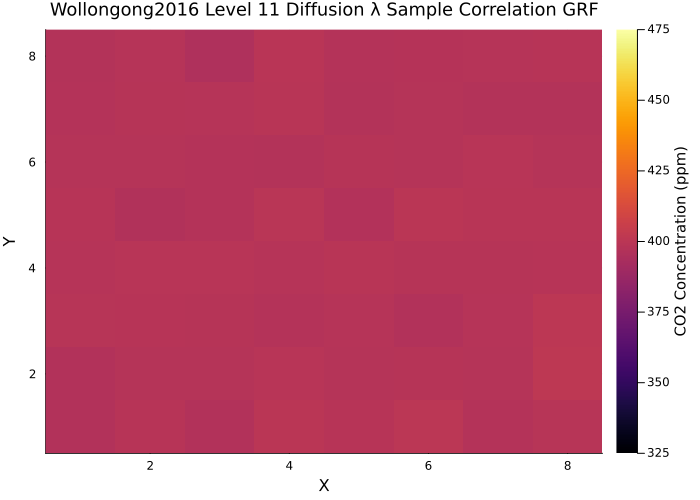 Wollongong2016 Level 11 Diffusion λ Sample Correlation GRF
8
6
4
2
Y
2 4 6 8
X
475
450
425
400
375
350
325
CO2 Concentration (ppm)